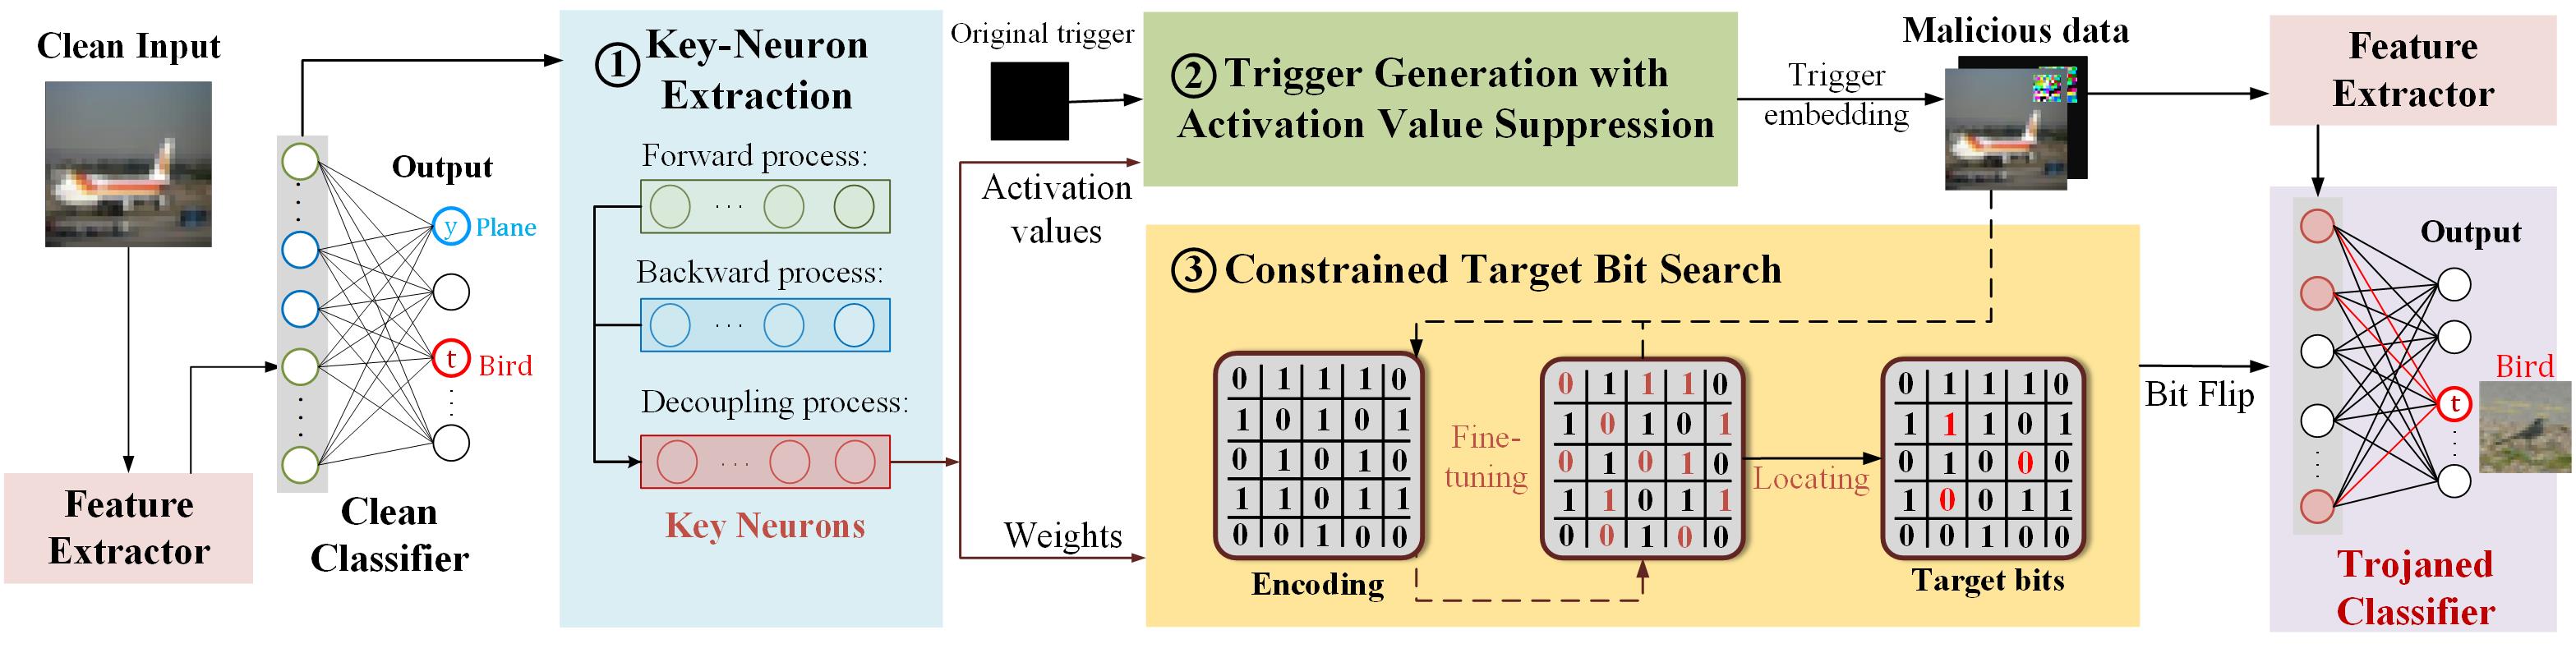 Clean Input
Feature
Extractor
Output
y Plane
t Bird
Clean
Classifier
① Key-Neuron
Extraction
Forward process:
...
Backward process:
...
Decoupling process:
...
Key Neurons
Original trigger
Activation
values
Weights
② Trigger Generation with
Activation Value Suppression
Trigger
embedding
Malicious data
③ Constrained Target Bit Search
0 1 1 1 0
1 0 1 0 1
0 1 0 1 0
1 1 0 1 1
0 0 1 0 0
Encoding
Fine-
tuning
0 1 1 1 0
1 0 1 0 1
0 1 0 1 0
1 1 0 1 1
0 0 1 0 0
Locating
0 1 1 1 0
1 1 1 0 1
0 1 0 0 0
1 0 0 1 1
0 0 1 0 0
Target bits
Bit Flip
Feature
Extractor
Output
Bird
t
Trojaned
Classifier